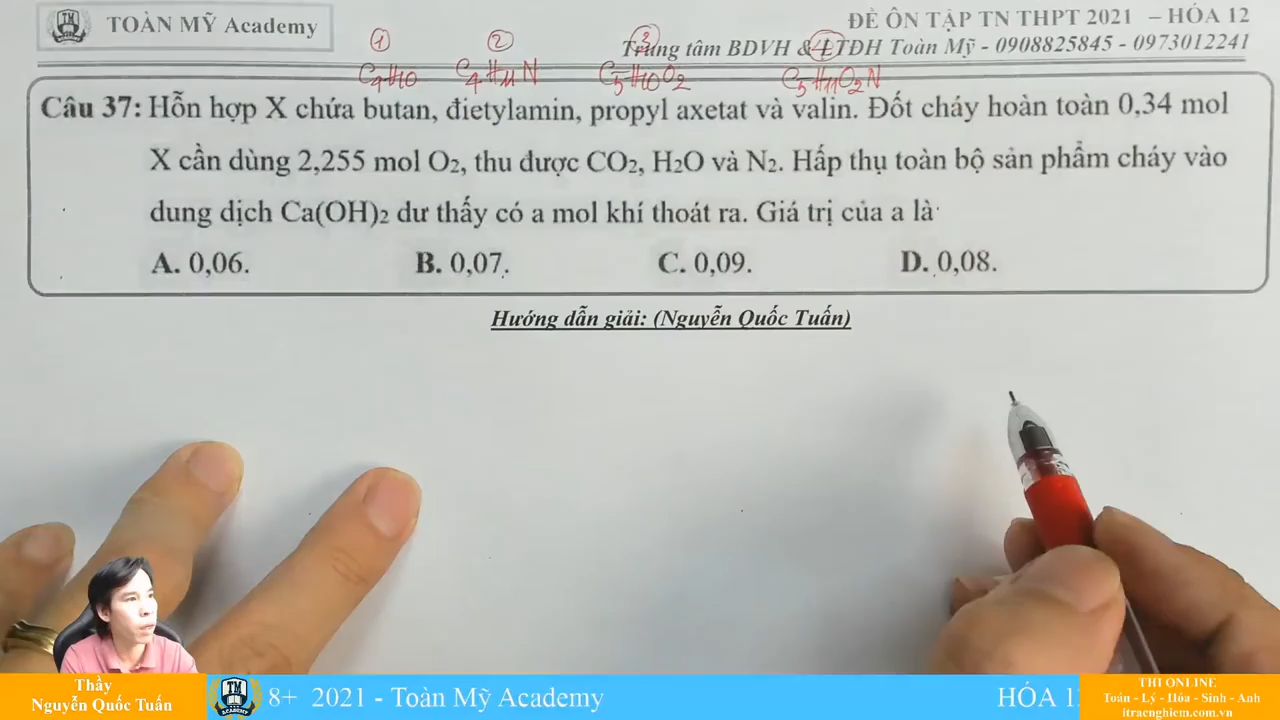 TOÀN MỸ Academy
ĐỀ ÔN TẬP TN THPT 2021 – HÓA 12
Trung tâm BDVH & LTĐH Toàn Mỹ - 0908825845 - 0973012241
1 2 3 4
C4H10 C4H11N C5H10O2 C5H11O2N
Câu 37: Hỗn hợp X chứa butan, đietylamin, propyl axetat và valin. Đốt cháy hoàn toàn 0,34 mol
X cần dùng 2,255 mol O2, thu được CO2, H2O và N2. Hấp thụ toàn bộ sản phẩm cháy vào
dung dịch Ca(OH)2 dư thấy có a mol khí thoát ra. Giá trị của a là
A. 0,06. B. 0,07. C. 0,09. D. 0,08.
Hướng dẫn giải: (Nguyễn Quốc Tuấn)
Thầy
Nguyễn Quốc Tuấn
TM
ACADEMY
8+ 2021 - Toàn Mỹ Academy
HÓA 12
THI ONLINE
Toán - Lý - Hóa - Sinh - Anh
itracnghiem.com.vn